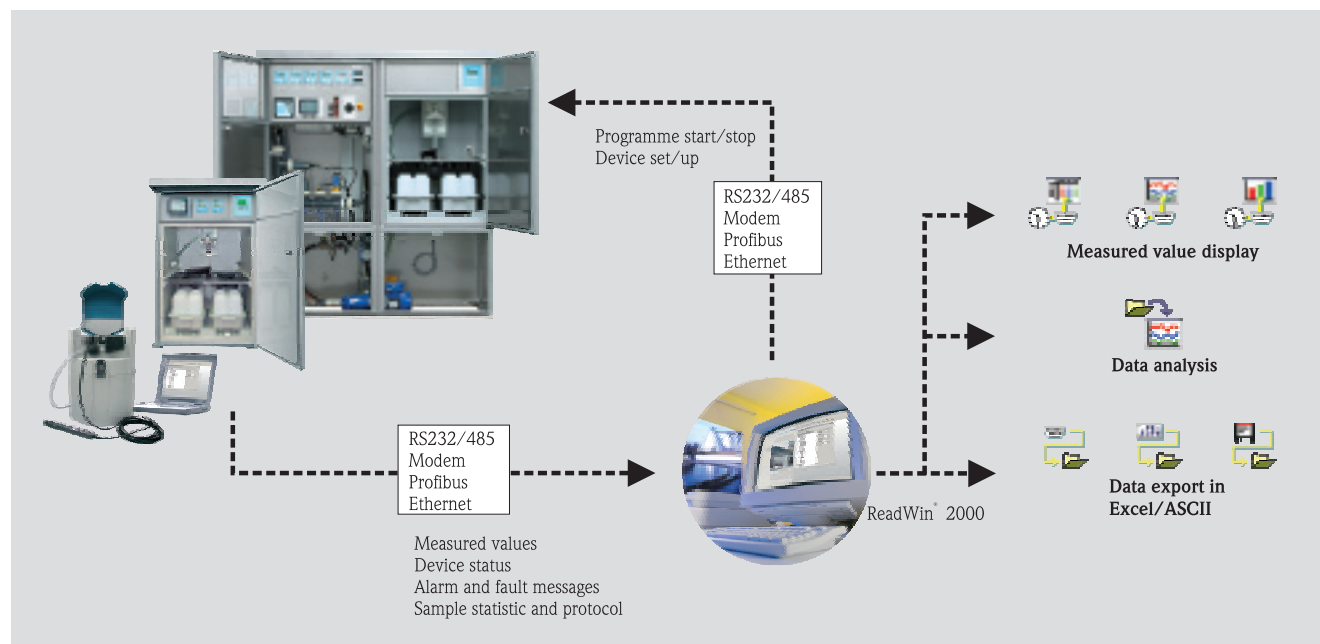 Programme start/stop
Device set/up
RS232/485
Modem
Profibus
Ethernet
Measured value display
Data analysis
RS232/485
Modem
Profibus
Ethernet
Data export in
Excel/ASCII
ReadWin® 2000
Measured values
Device status
Alarm and fault messages
Sample statistic and protocol